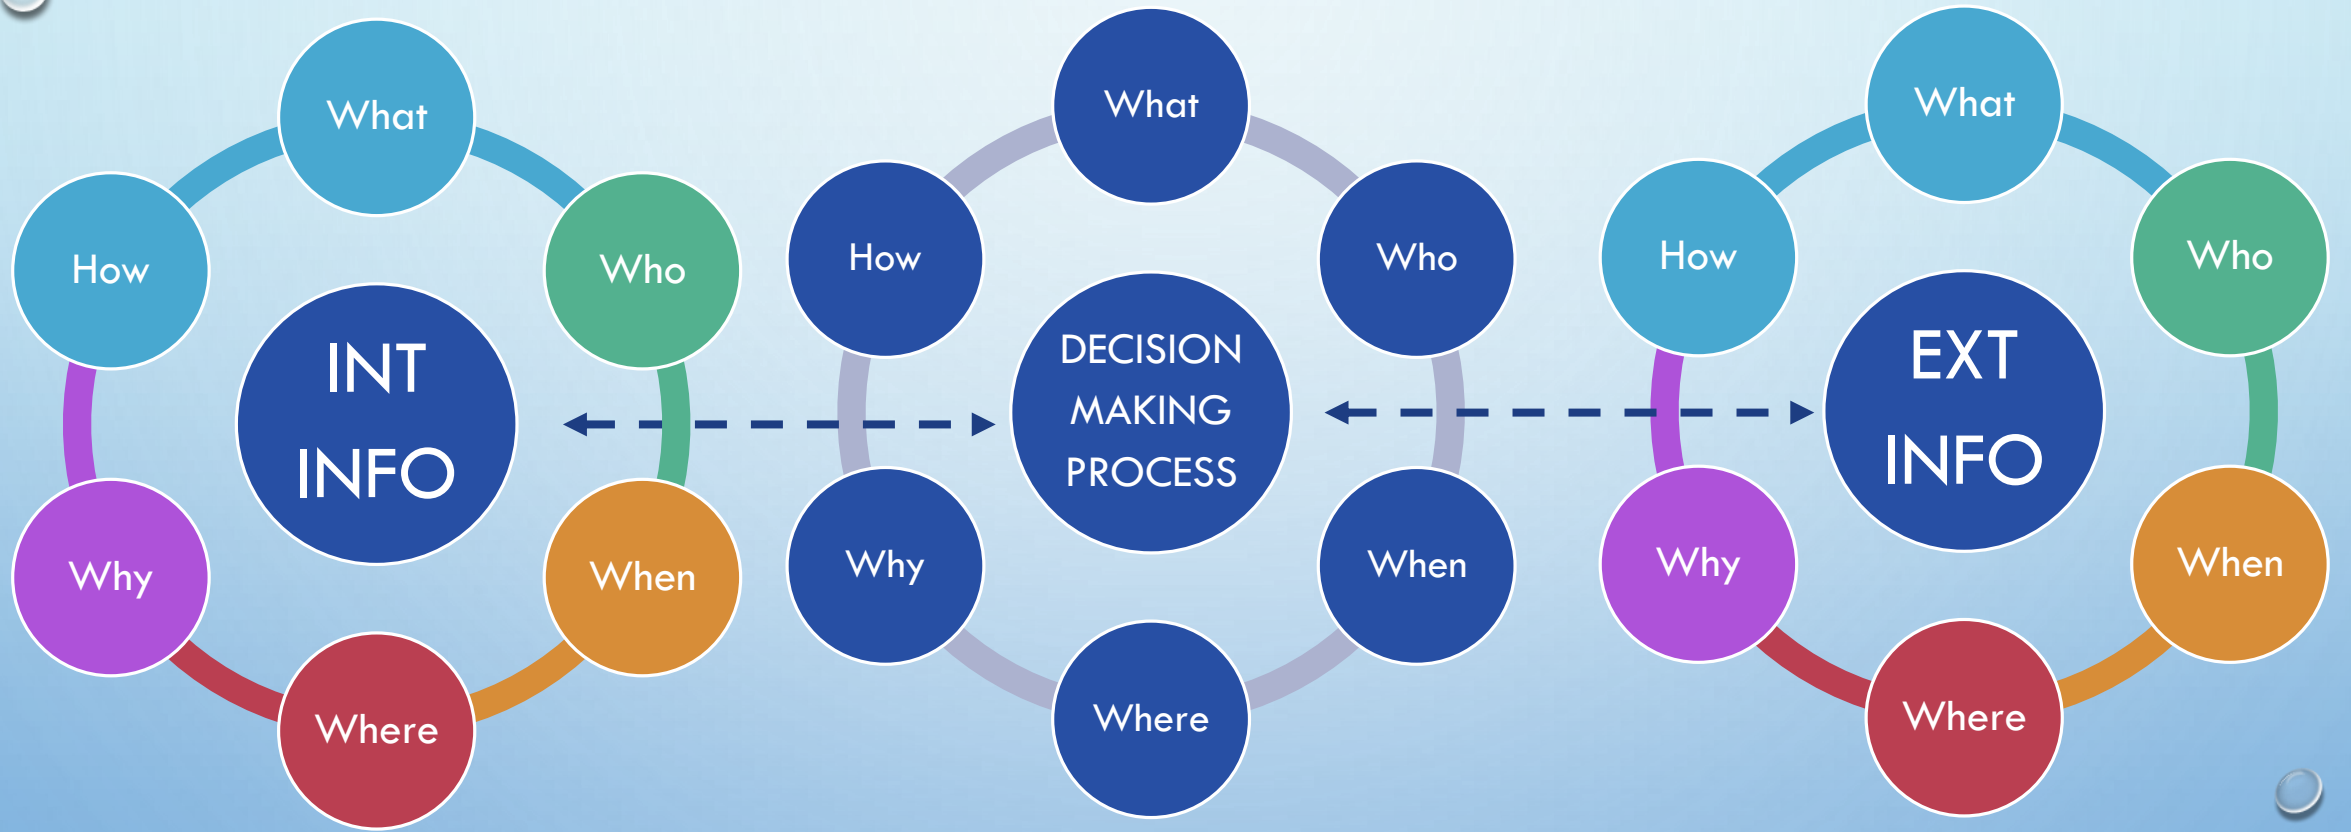 What
Who
When
Where
Why
How
INT
INFO
What
Who
When
Where
Why
How
DECISION
MAKING
PROCESS
What
Who
When
Where
Why
How
EXT
INFO